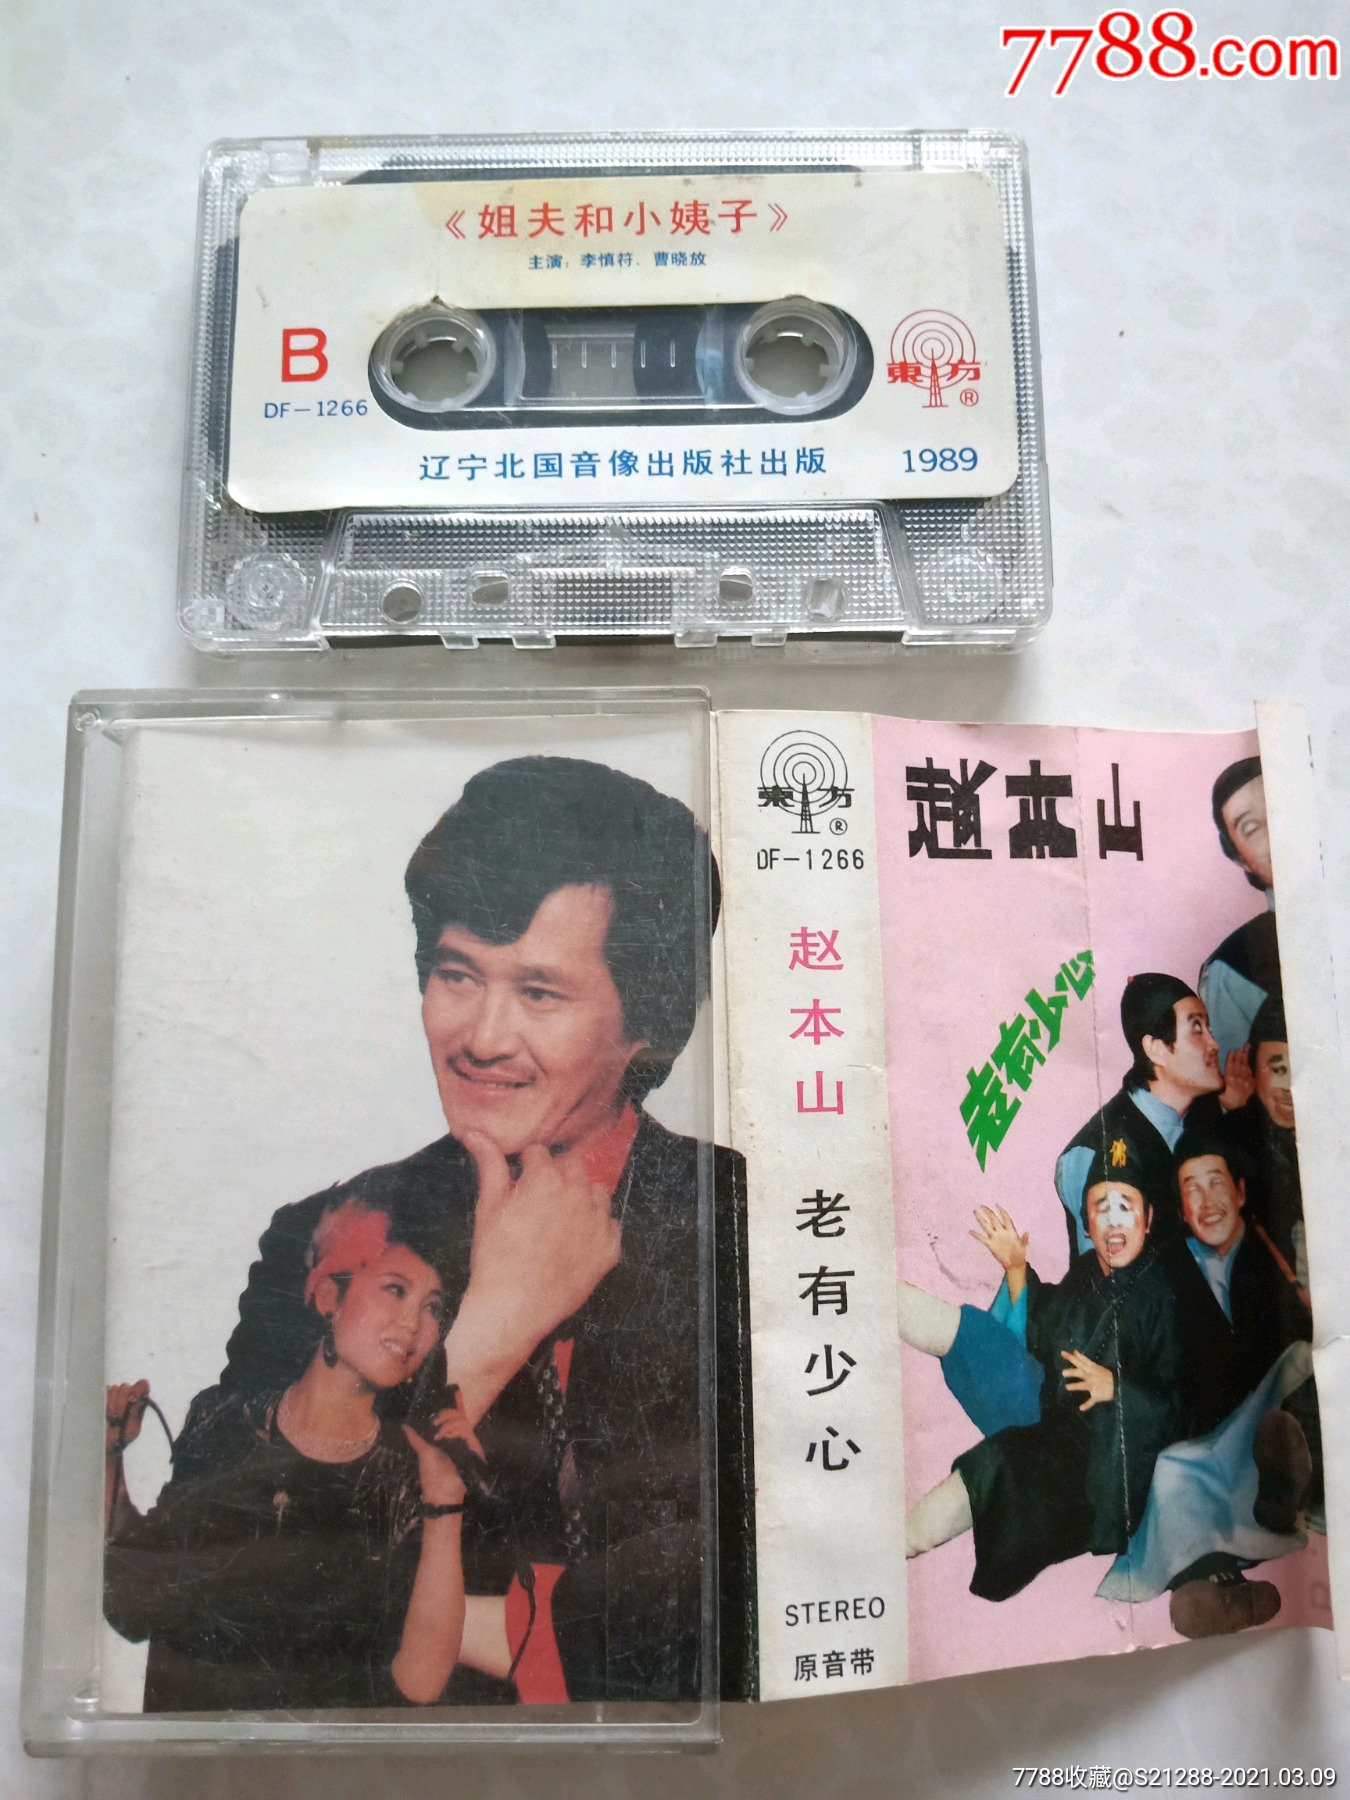 7788.com
《姐夫和小姨子》
主演：李慎符、曹晓放
B
DF-1266
東方
®
辽宁北国音像出版社出版
1989
東方
®
DF-1266
赵本山
老有少心
STEREO
原音带
赵本山
老有少心
佛
7788收藏@S21288-2021.03.09